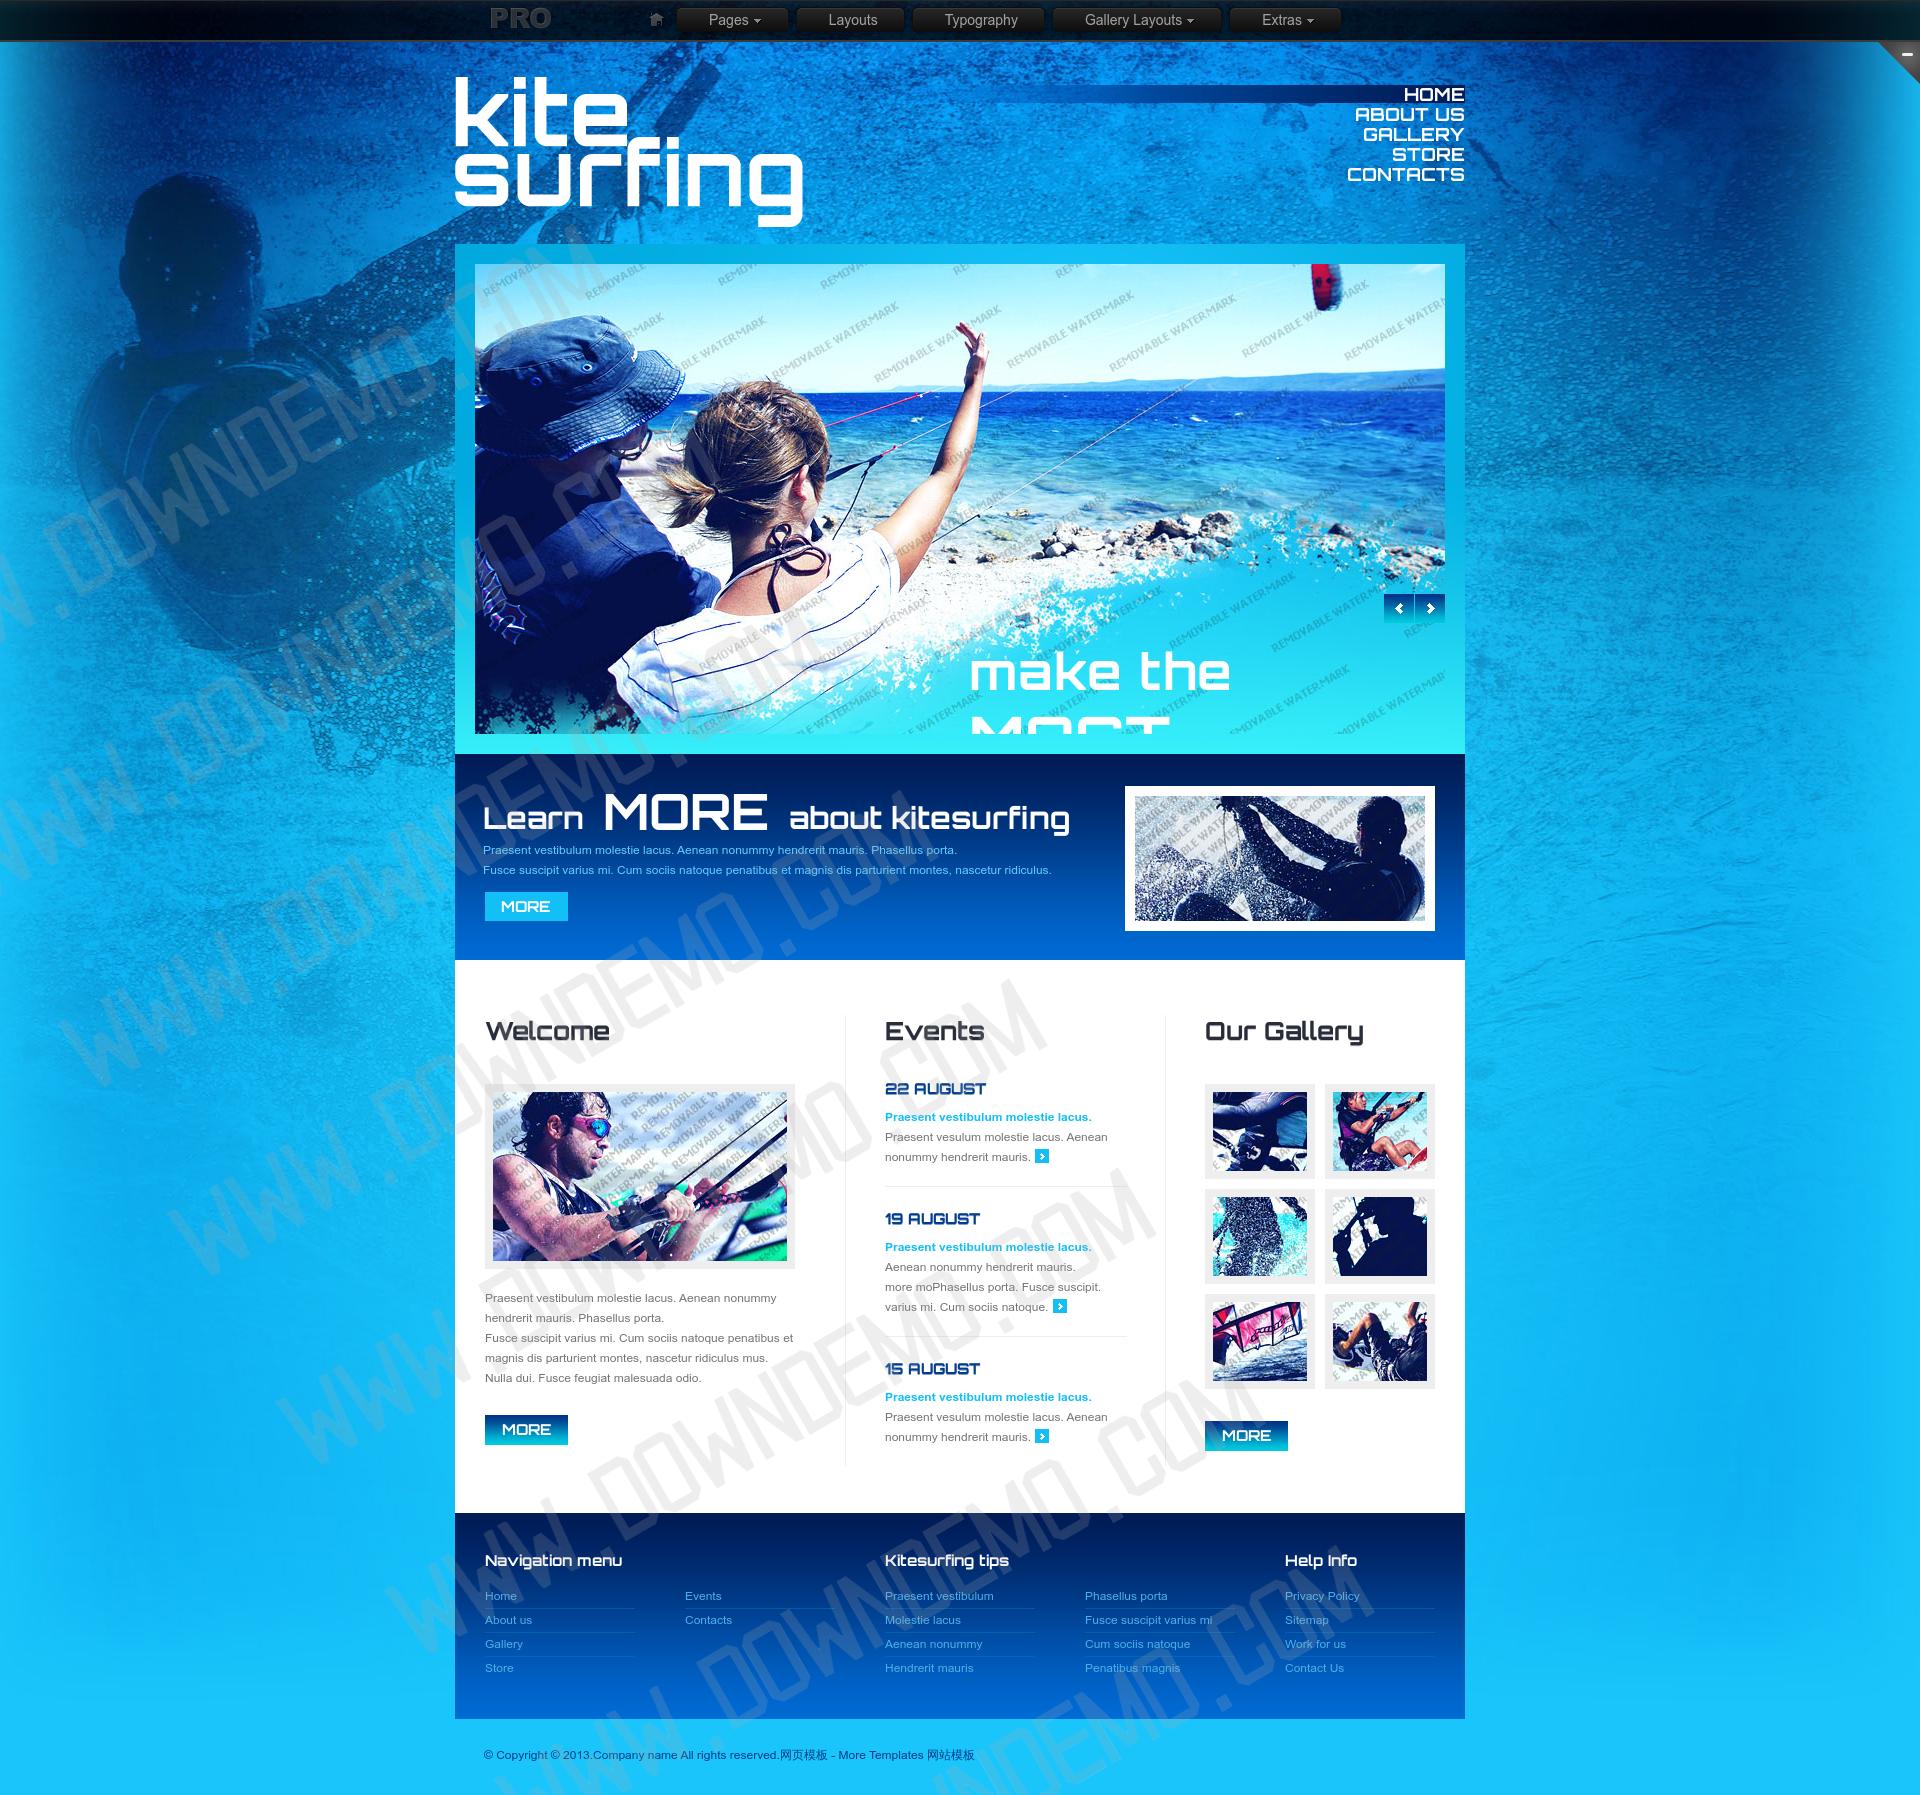 PRO
Pages
Layouts
Typography
Gallery Layouts
Extras
kite
surfing
HOME
ABOUT US
GALLERY
STORE
CONTACTS
REMOVABLE WATERMARK
WWW.DOWNDEMO.COM
make the
Learn MORE about kitesurfing
Praesent vestibulum molestie lacus. Aenean nonummy hendrerit mauris. Phasellus porta.
Fusce suscipit varius mi. Cum sociis natoque penatibus et magnis dis parturient montes, nascetur ridiculus.
MORE
Welcome
Praesent vestibulum molestie lacus. Aenean nonummy
hendrerit mauris. Phasellus porta.
Fusce suscipit varius mi. Cum sociis natoque penatibus et
magnis dis parturient montes, nascetur ridiculus mus.
Nulla dui. Fusce feugiat malesuada odio.
MORE
Events
22 AUGUST
Praesent vestibulum molestie lacus.
Praesent vesulum molestie lacus. Aenean
nonummy hendrerit mauris.
19 AUGUST
Praesent vestibulum molestie lacus.
Aenean nonummy hendrerit mauris.
more moPhasellus porta. Fusce suscipit.
varius mi. Cum sociis natoque.
15 AUGUST
Praesent vestibulum molestie lacus.
Praesent vesulum molestie lacus. Aenean
nonummy hendrerit mauris.
Our Gallery
MORE
Navigation menu
Home
About us
Gallery
Store
Events
Contacts
Kitesurfing tips
Praesent vestibulum
Molestie lacus
Aenean nonummy
Hendrerit mauris
Phasellus porta
Fusce suscipit varius mi
Cum sociis natoque
Penatibus magnis
Help Info
Privacy Policy
Sitemap
Work for us
Contact Us
© Copyright © 2013.Company name All rights reserved.网页模板 - More Templates 网站模板